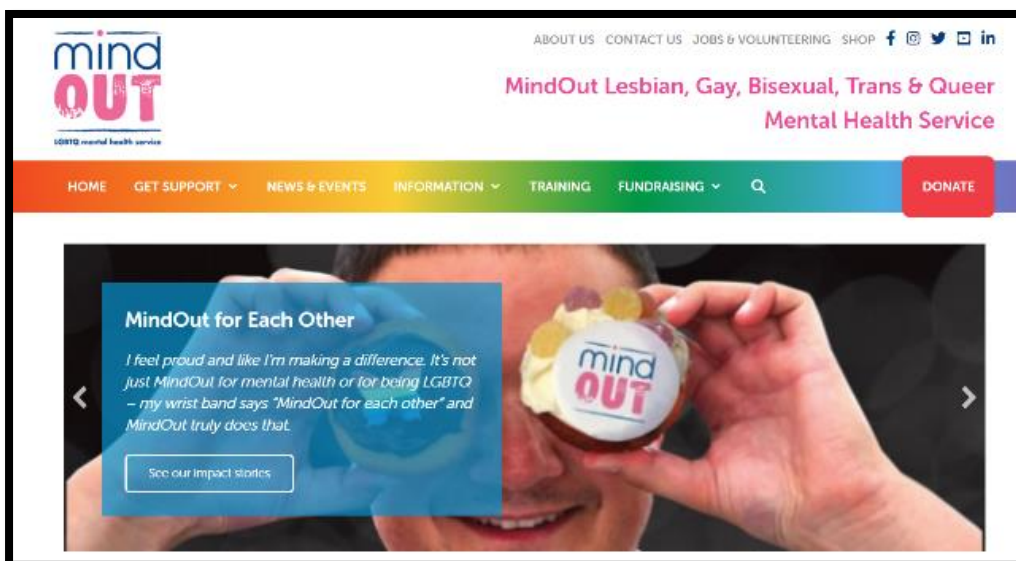 mind
OUT
LGBTQ mental health service
ABOUT US CONTACT US JOBS & VOLUNTEERING SHOP
MindOut Lesbian, Gay, Bisexual, Trans & Queer
Mental Health Service
HOME GET SUPPORT NEWS & EVENTS INFORMATION TRAINING FUNDRAISING DONATE
MindOut for Each Other
I feel proud and like I'm making a difference. It's not
just MindOut for mental health or for being LGBTQ
– my wrist band says "MindOut for each other" and
MindOut truly does that.
See our impact stories
mind
OUT